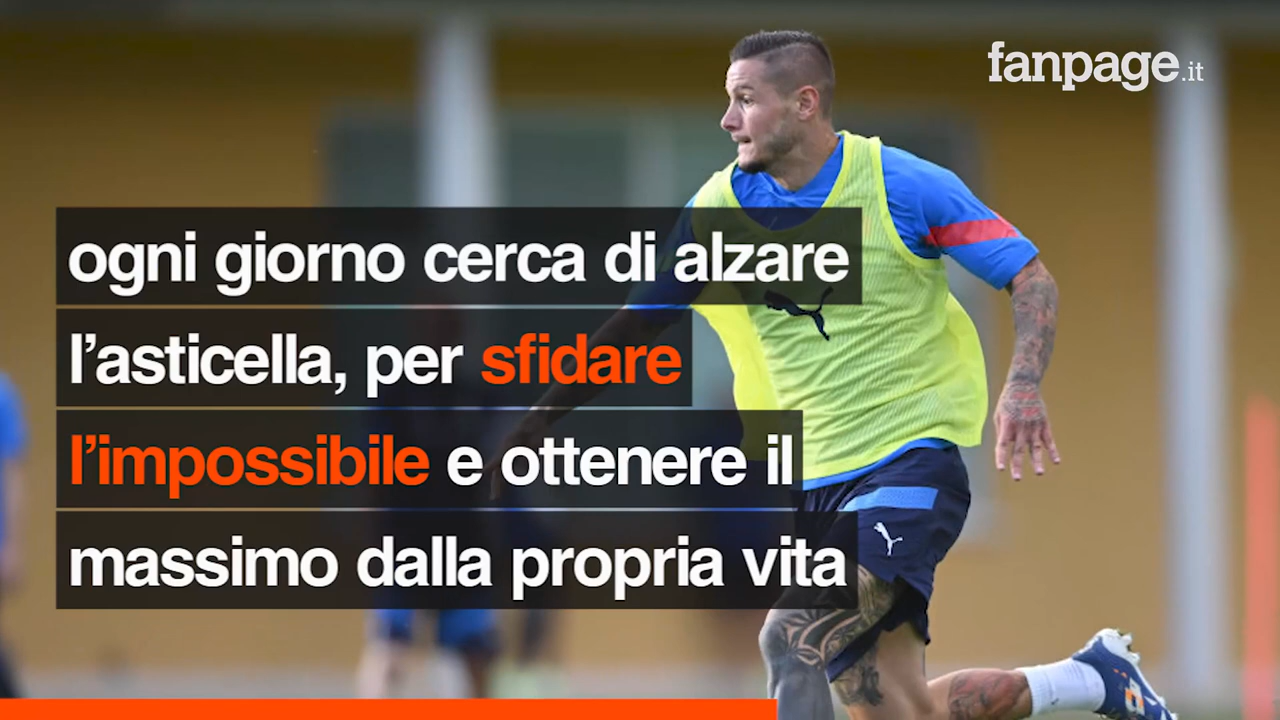 fanpage.it
ogni giorno cerca di alzare
l’asticella, per sfidare
l’impossibile e ottenere il
massimo dalla propria vita